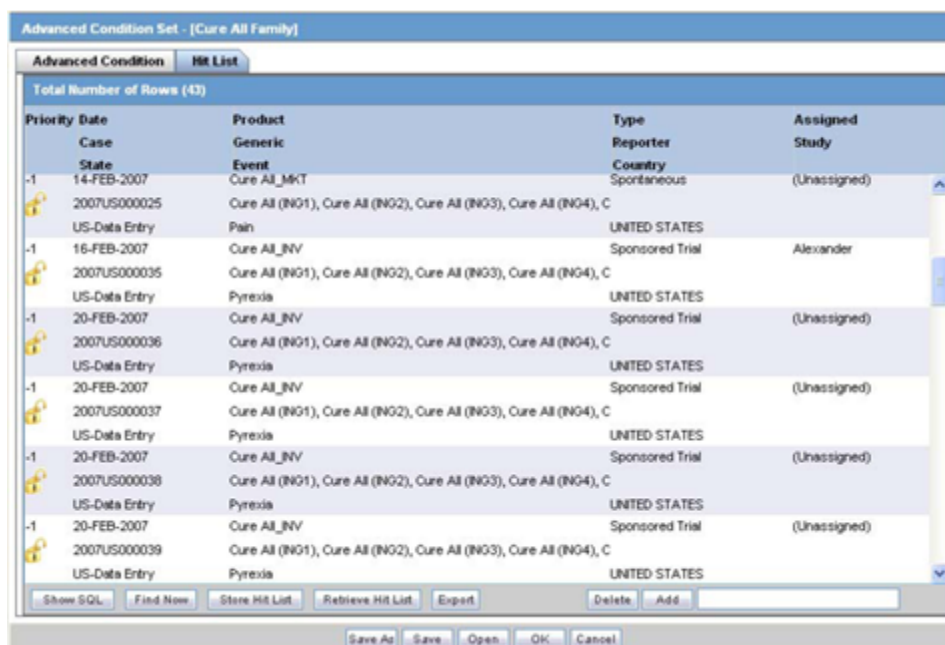 Advanced Condition Set - [Cure All Family]
Advanced Condition Hit List
Total Number of Rows (43)
Priority Date Product Type Assigned
Case Generic Reporter Study
State Event Country
-1 14-FEB-2007 Cure All_MKT Spontaneous (Unassigned)
2007US000025 Cure All (ING1), Cure All (ING2), Cure All (ING3), Cure All (ING4), C
US-Data Entry Pain UNITED STATES
-1 16-FEB-2007 Cure All_INV Sponsored Trial Alexander
2007US000035 Cure All (ING1), Cure All (ING2), Cure All (ING3), Cure All (ING4), C
US-Data Entry Pyrexia UNITED STATES
-1 20-FEB-2007 Cure All_INV Sponsored Trial (Unassigned)
2007US000036 Cure All (ING1), Cure All (ING2), Cure All (ING3), Cure All (ING4), C
US-Data Entry Pyrexia UNITED STATES
-1 20-FEB-2007 Cure All_INV Sponsored Trial (Unassigned)
2007US000037 Cure All (ING1), Cure All (ING2), Cure All (ING3), Cure All (ING4), C
US-Data Entry Pyrexia UNITED STATES
-1 20-FEB-2007 Cure All_INV Sponsored Trial (Unassigned)
2007US000038 Cure All (ING1), Cure All (ING2), Cure All (ING3), Cure All (ING4), C
US-Data Entry Pyrexia UNITED STATES
-1 20-FEB-2007 Cure All_INV Sponsored Trial (Unassigned)
2007US000039 Cure All (ING1), Cure All (ING2), Cure All (ING3), Cure All (ING4), C
US-Data Entry Pyrexia UNITED STATES
Show SQL Find Now Store Hit List Retrieve Hit List Export Delete Add
Save As Save Open OK Cancel